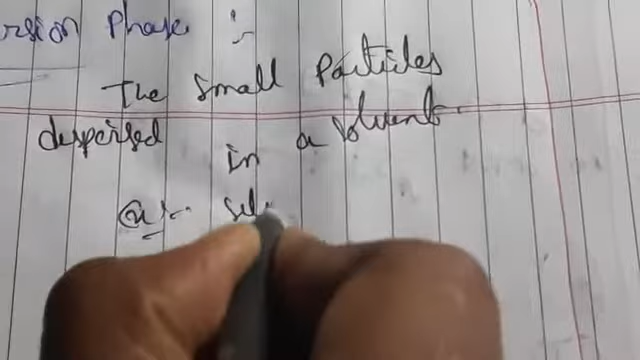 rsion Phase :-
The small Particles
dispersed in a solvent.
(a) :-